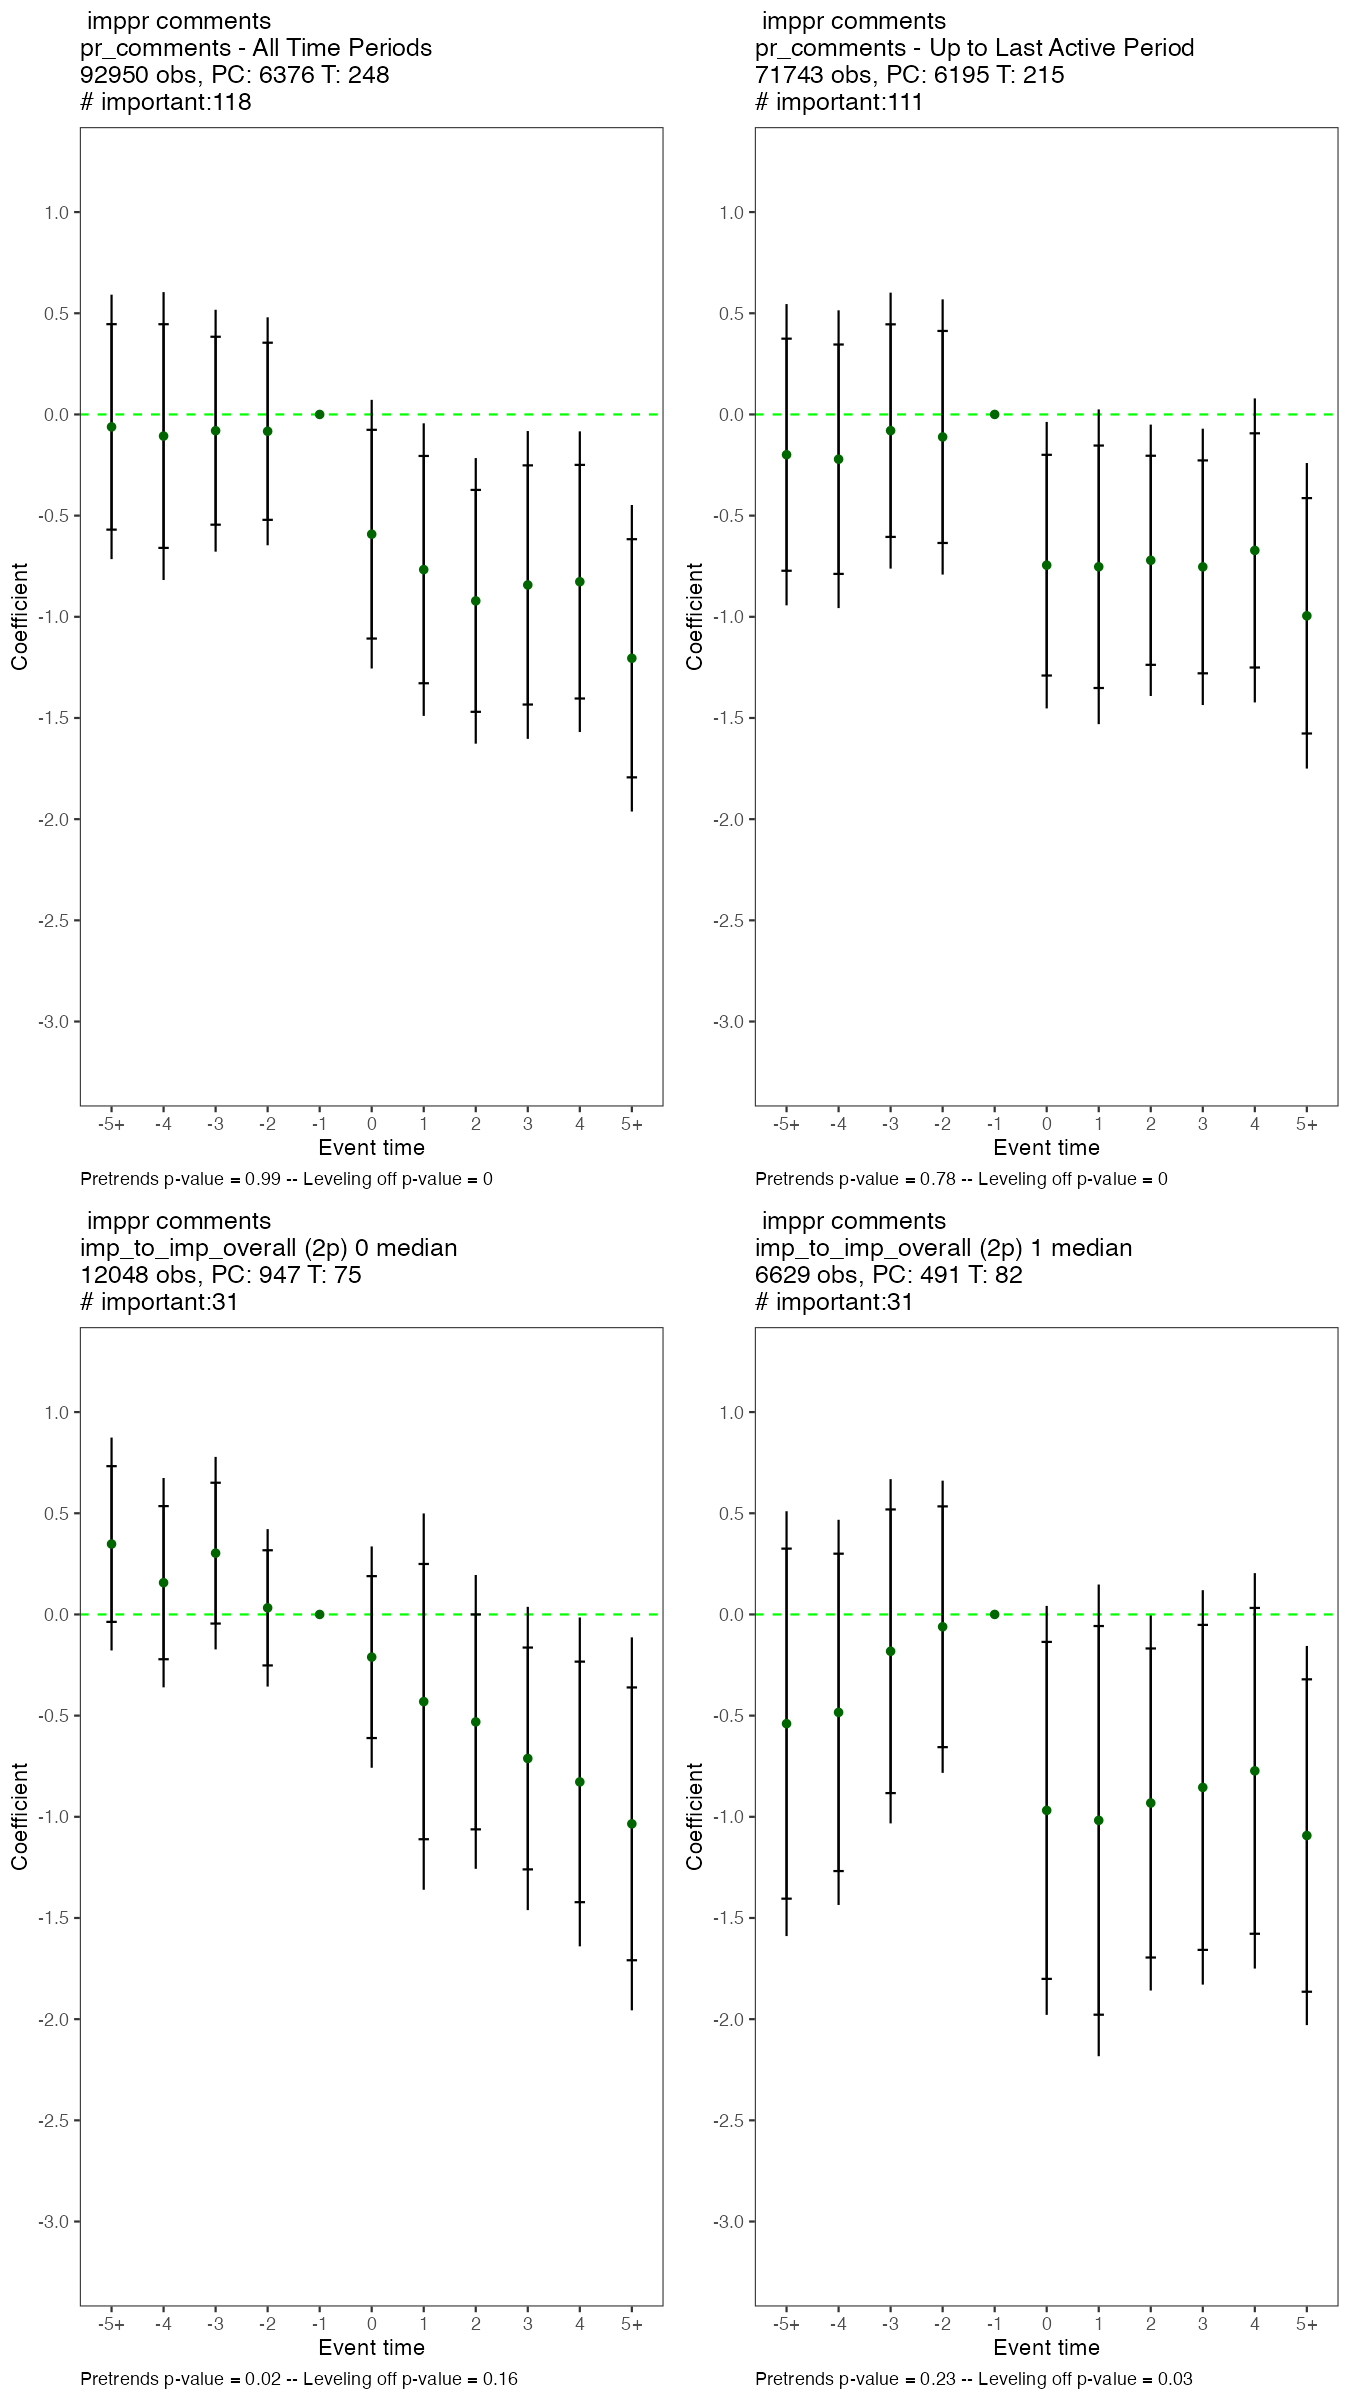 imppr comments
pr_comments - All Time Periods
92950 obs, PC: 6376 T: 248
# important:118
1.0
0.5
0.0
-0.5
-1.0
-1.5
-2.0
-2.5
-3.0
Coefficient
-5+ -4 -3 -2 -1 0 1 2 3 4 5+
Event time
Pretrends p-value = 0.99 -- Leveling off p-value = 0
imppr comments
pr_comments - Up to Last Active Period
71743 obs, PC: 6195 T: 215
# important:111
1.0
0.5
0.0
-0.5
-1.0
-1.5
-2.0
-2.5
-3.0
Coefficient
-5+ -4 -3 -2 -1 0 1 2 3 4 5+
Event time
Pretrends p-value = 0.78 -- Leveling off p-value = 0
imppr comments
imp_to_imp_overall (2p) 0 median
12048 obs, PC: 947 T: 75
# important:31
1.0
0.5
0.0
-0.5
-1.0
-1.5
-2.0
-2.5
-3.0
Coefficient
-5+ -4 -3 -2 -1 0 1 2 3 4 5+
Event time
Pretrends p-value = 0.02 -- Leveling off p-value = 0.16
imppr comments
imp_to_imp_overall (2p) 1 median
6629 obs, PC: 491 T: 82
# important:31
1.0
0.5
0.0
-0.5
-1.0
-1.5
-2.0
-2.5
-3.0
Coefficient
-5+ -4 -3 -2 -1 0 1 2 3 4 5+
Event time
Pretrends p-value = 0.23 -- Leveling off p-value = 0.03